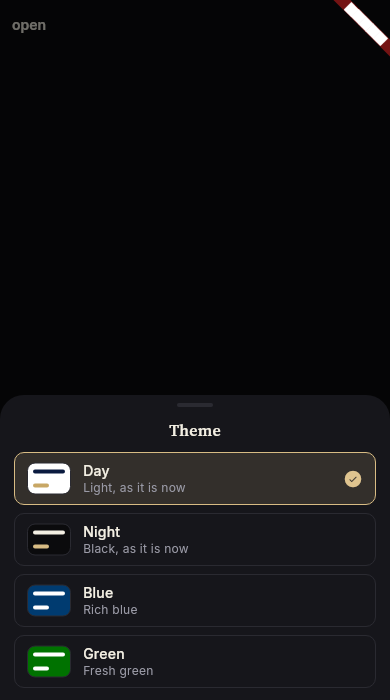 open
Theme
Day
Light, as it is now
Night
Black, as it is now
Blue
Rich blue
Green
Fresh green